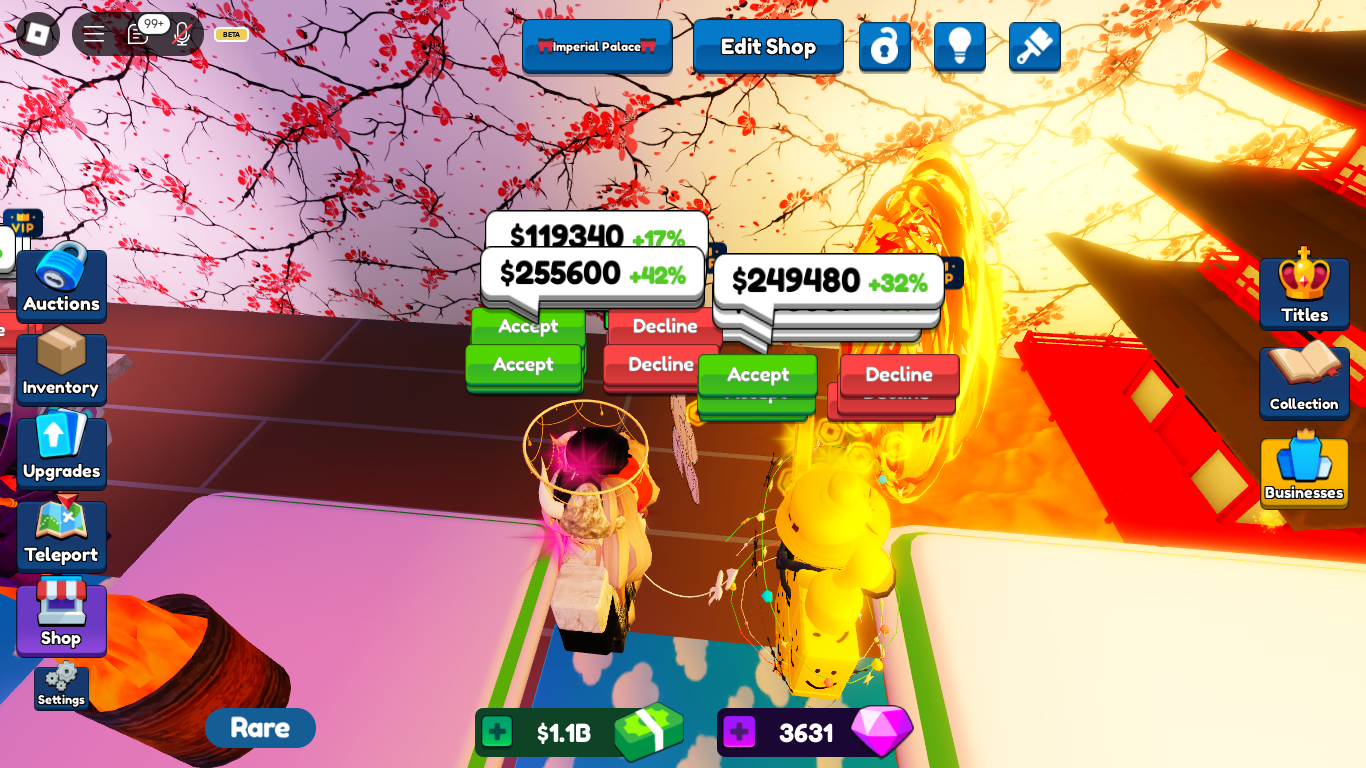 99+
BETA
Imperial Palace
Edit Shop
VIP
$119340 +17%
$255600 +42%
$249480 +32%
Accept
Decline
Accept
Decline
Accept
Decline
Auctions
Inventory
Upgrades
Teleport
Shop
Settings
Titles
Collection
Businesses
Rare
$1.1B
3631